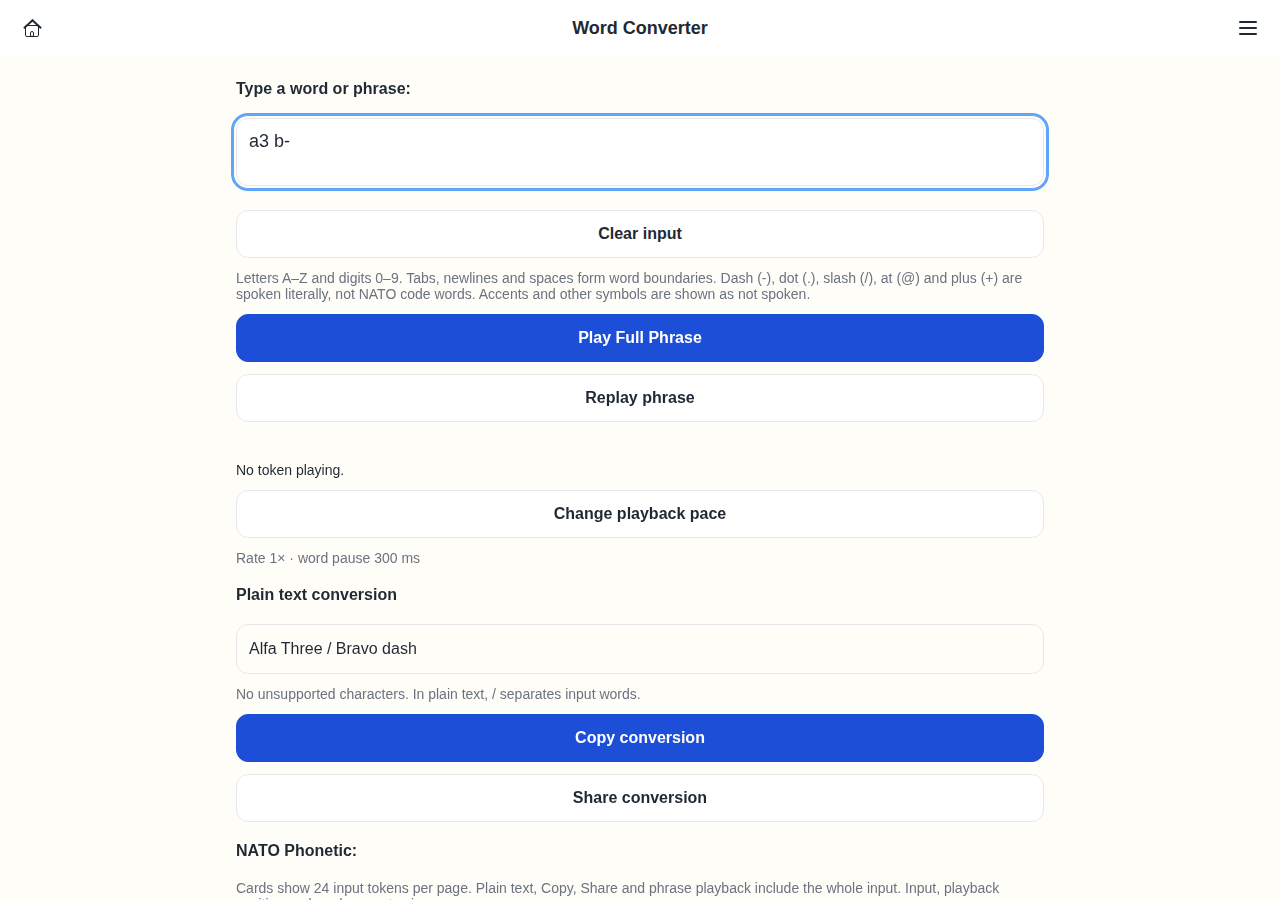 Word Converter
Type a word or phrase:
a3 b-
Clear input
Letters A–Z and digits 0–9. Tabs, newlines and spaces form word boundaries. Dash (-), dot (.), slash (/), at (@) and plus (+) are
spoken literally, not NATO code words. Accents and other symbols are shown as not spoken.
Play Full Phrase
Replay phrase
No token playing.
Change playback pace
Rate 1× · word pause 300 ms
Plain text conversion
Alfa Three / Bravo dash
No unsupported characters. In plain text, / separates input words.
Copy conversion
Share conversion
NATO Phonetic:
Cards show 24 input tokens per page. Plain text, Copy, Share and phrase playback include the whole input. Input, playback